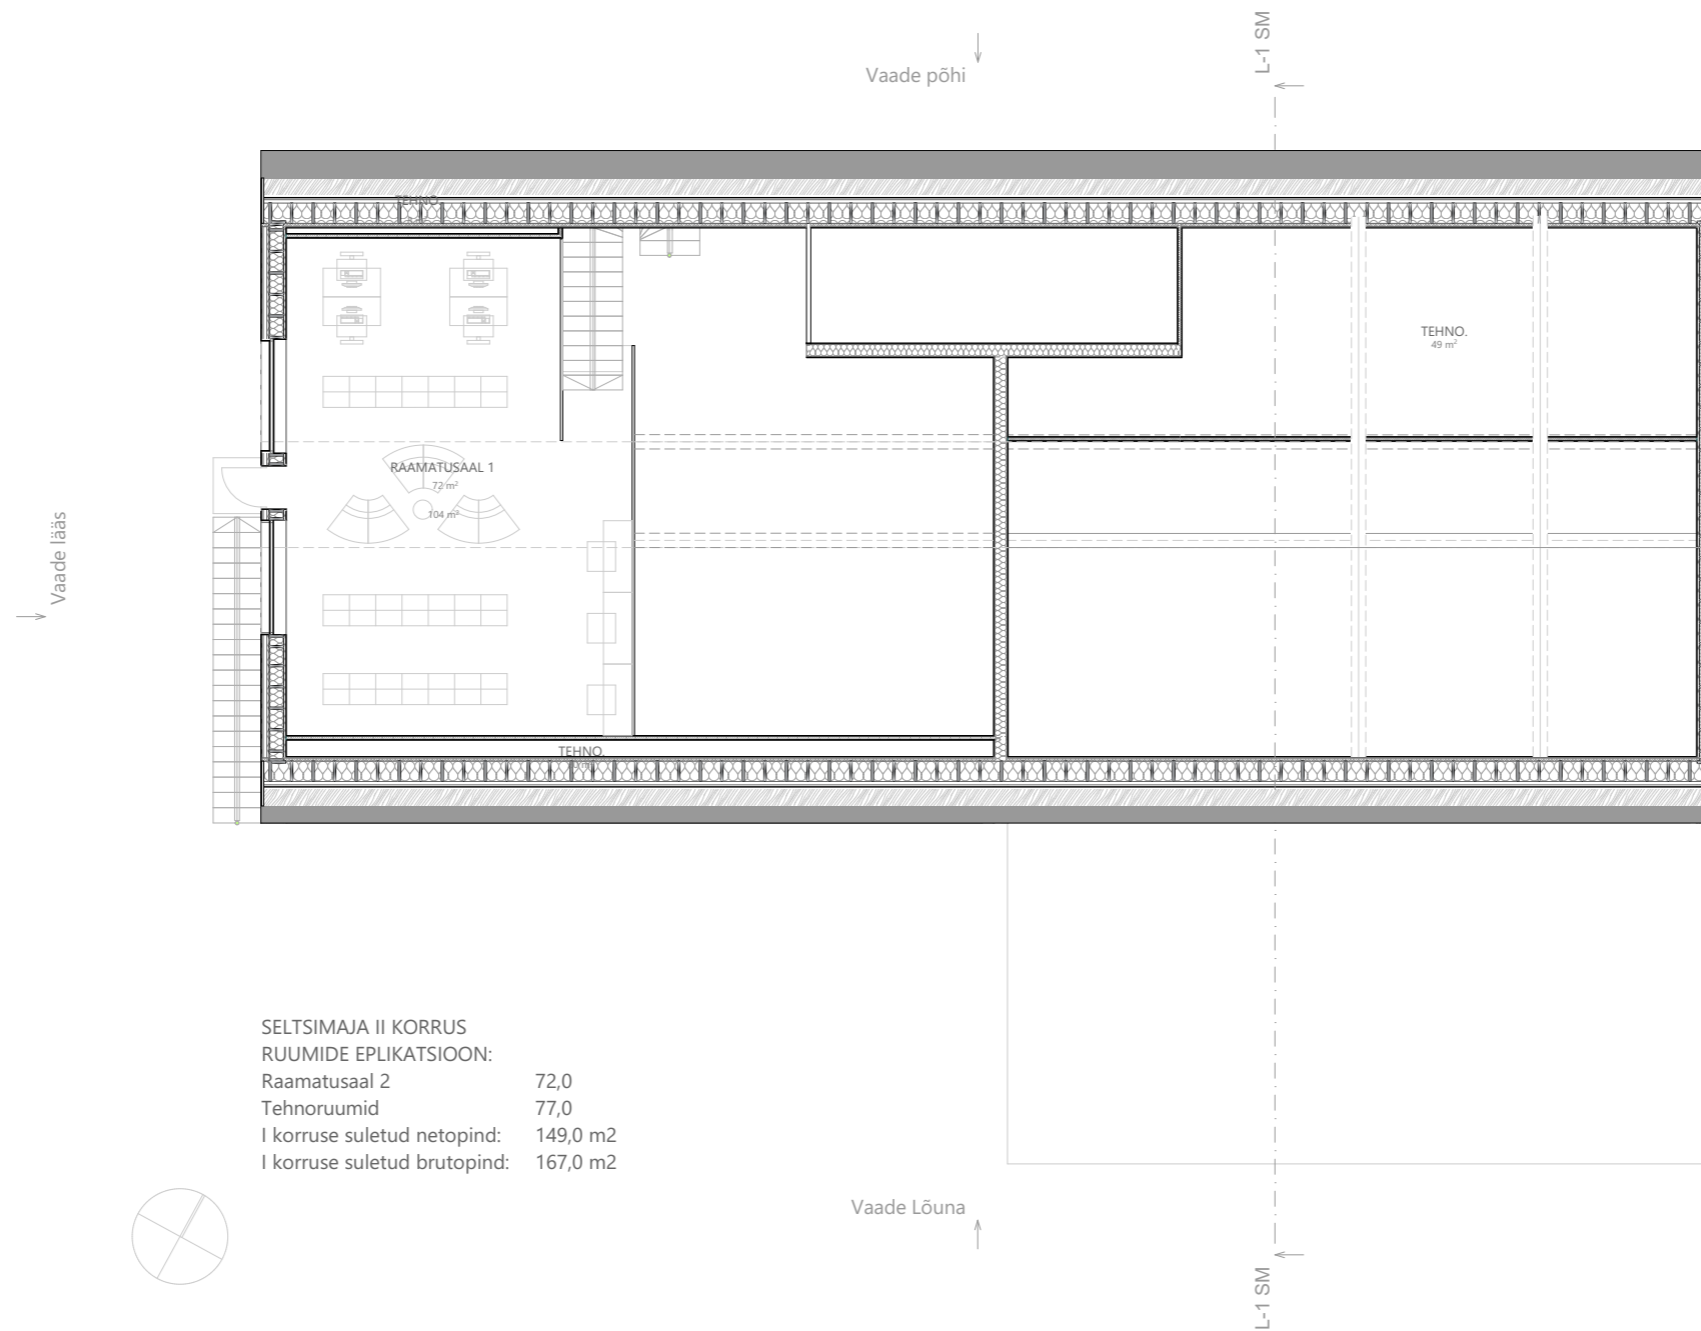 L-1 SM
Vaade põhi
TEHNO.
TEHNO.
49 m²
RAAMATUSAAL 1
72 m²
104 m²
Vaade lääs
TEHNO.
SELTSIMAJA II KORRUS
RUUMIDE EPLIKATSIOON:
Raamatusaal 2 72,0
Tehnoruumid 77,0
I korruse suletud netopind: 149,0 m2
I korruse suletud brutopind: 167,0 m2
Vaade Lõuna
L-1 SM